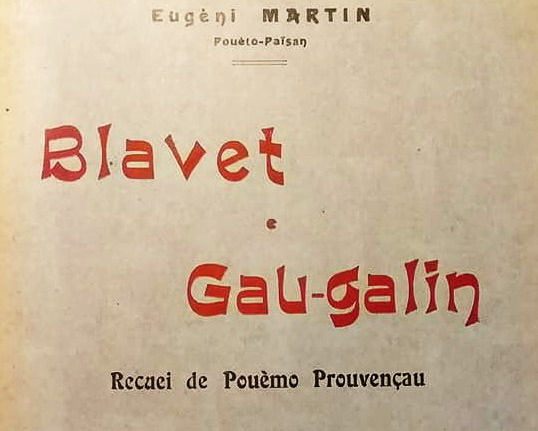 Eugèni MARTIN
Pouèto-Païsan
Blavet
e
Gau-galin
Recuei de Pouèmo Prouvençau